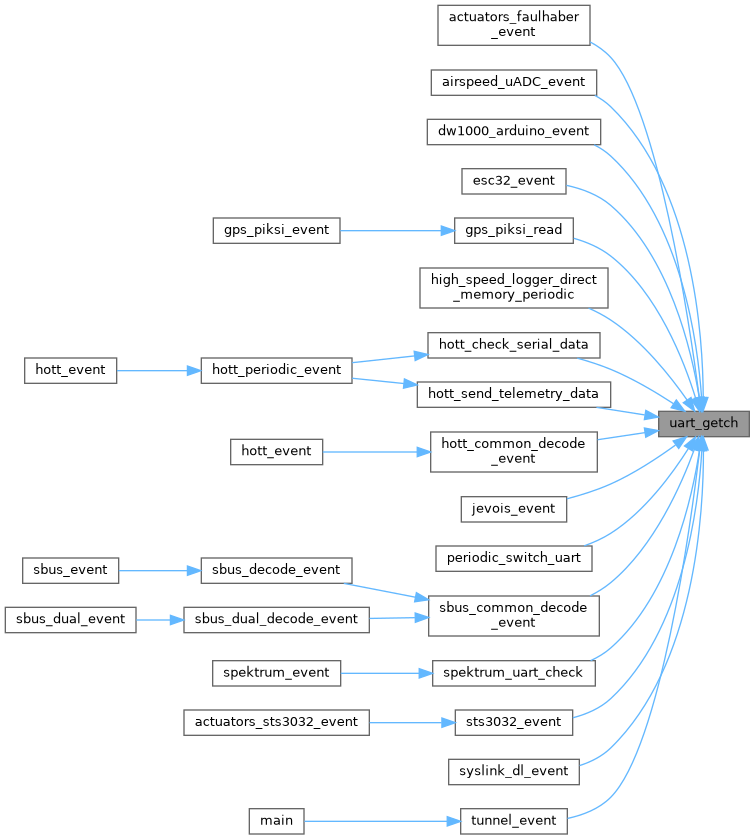 actuators_faulhaber
_event
airspeed_uADC_event
dw1000_arduino_event
esc32_event
gps_piksi_event
gps_piksi_read
high_speed_logger_direct
_memory_periodic
hott_check_serial_data
hott_event
hott_periodic_event
hott_send_telemetry_data
uart_getch
hott_event
hott_common_decode
_event
jevois_event
periodic_switch_uart
sbus_event
sbus_decode_event
sbus_common_decode
_event
sbus_dual_event
sbus_dual_decode_event
spektrum_event
spektrum_uart_check
actuators_sts3032_event
sts3032_event
syslink_dl_event
main
tunnel_event